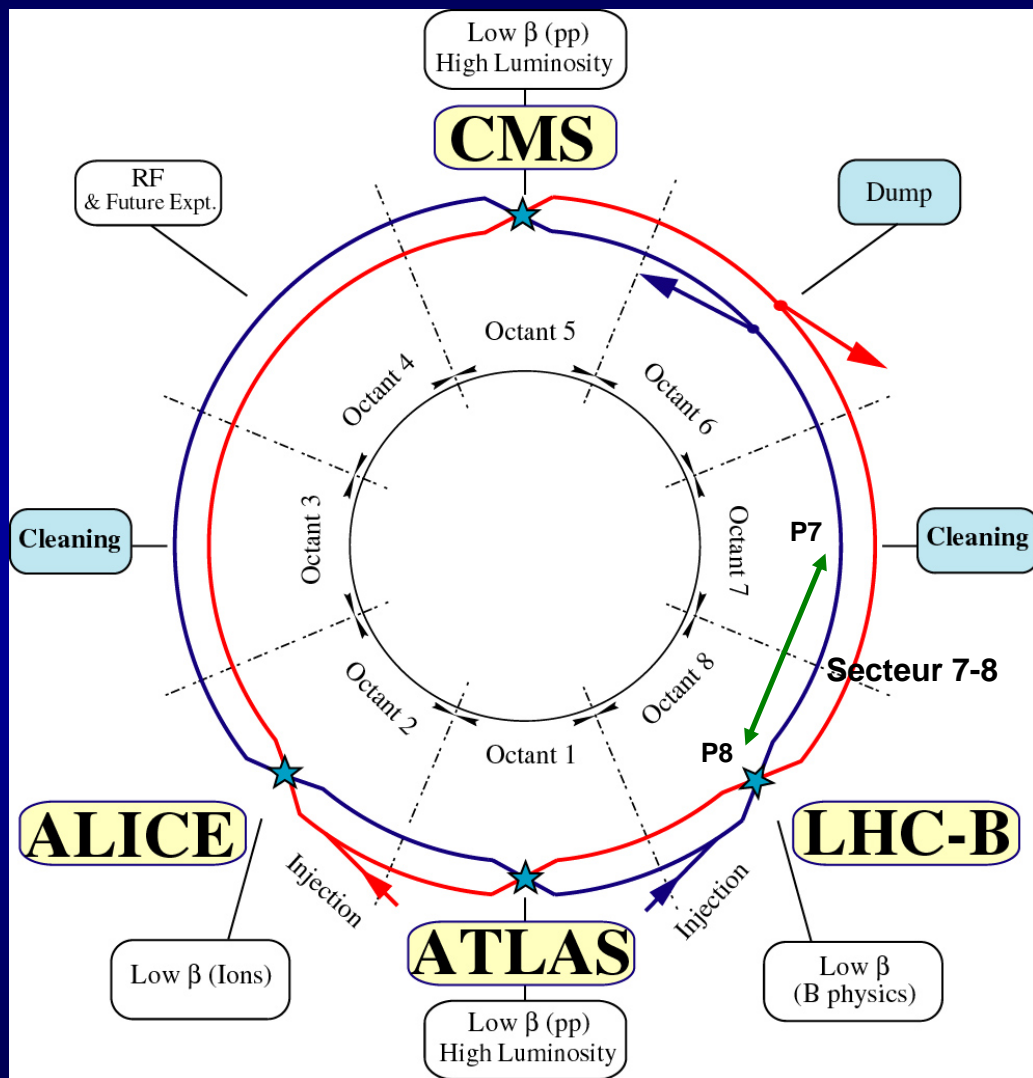 Low β (pp)
High Luminosity
CMS
RF
& Future Expt.
Dump
Octant 5
Octant 4
Octant 6
Octant 3
Octant 7
P7
Cleaning
Cleaning
Secteur 7-8
Octant 2
Octant 8
Octant 1
P8
ALICE
LHC-B
Injection
Injection
ATLAS
Low β (Ions)
Low β
(B physics)
Low β (pp)
High Luminosity